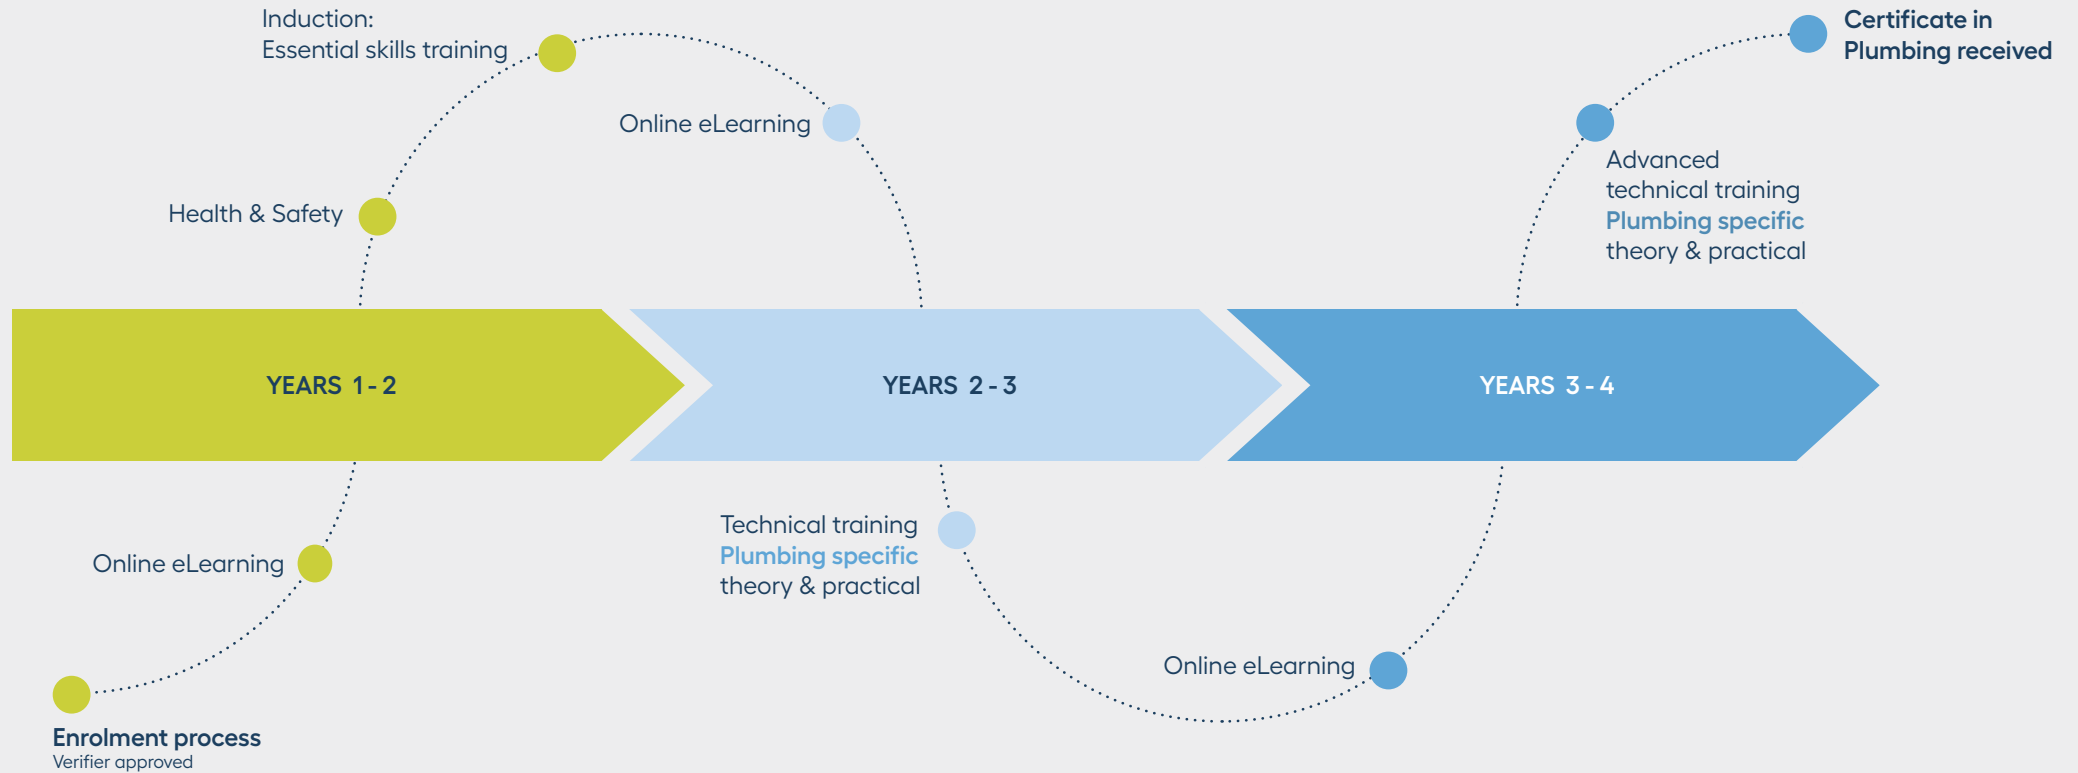 Induction:
Essential skills training
Certificate in
Plumbing received
Online eLearning
Advanced
technical training
Plumbing specific
theory & practical
Health & Safety
YEARS 1 - 2
YEARS 2 - 3
YEARS 3 - 4
Technical training
Plumbing specific
theory & practical
Online eLearning
Online eLearning
Enrolment process
Verifier approved